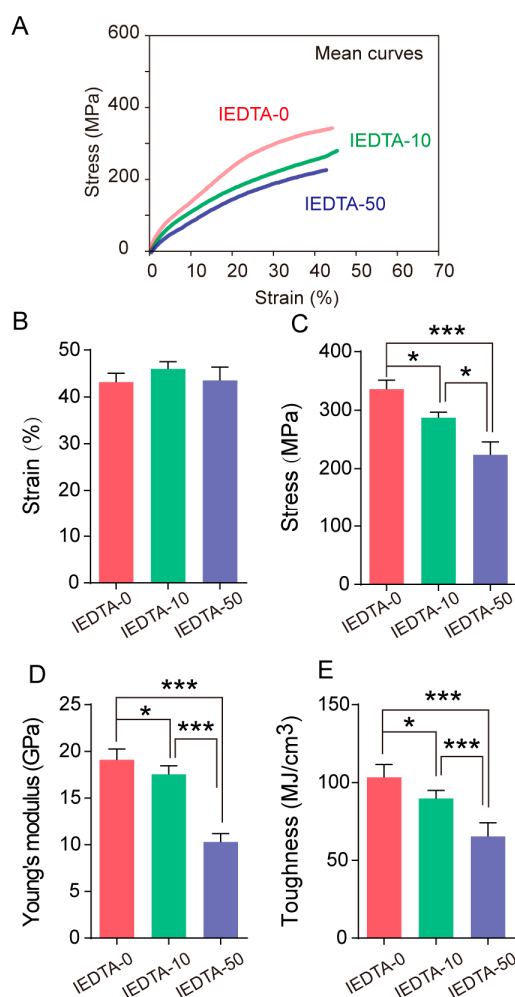 A
600
400
200
0
Stress (MPa)
Mean curves
IEDTA-0
IEDTA-10
IEDTA-50
0 10 20 30 40 50 60 70
Strain (%)
B
50
40
30
20
10
0
Strain (%)
IEDTA-0
IEDTA-10
IEDTA-50
C
400
300
200
100
0
Stress (MPa)
***
* *
IEDTA-0
IEDTA-10
IEDTA-50
D
25
20
15
10
5
0
Young's modulus (GPa)
***
* ***
IEDTA-0
IEDTA-10
IEDTA-50
E
150
100
50
0
Toughness (MJ/cm3)
***
* ***
IEDTA-0
IEDTA-10
IEDTA-50